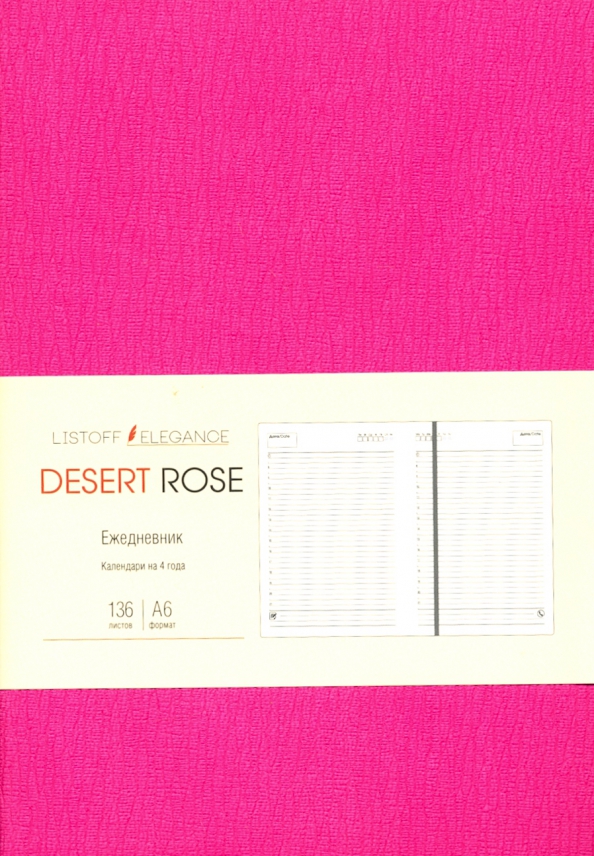 LISTOFF ELEGANCE
DESERT ROSE
Ежедневник
Календари на 4 года
136 листов
A6 формат